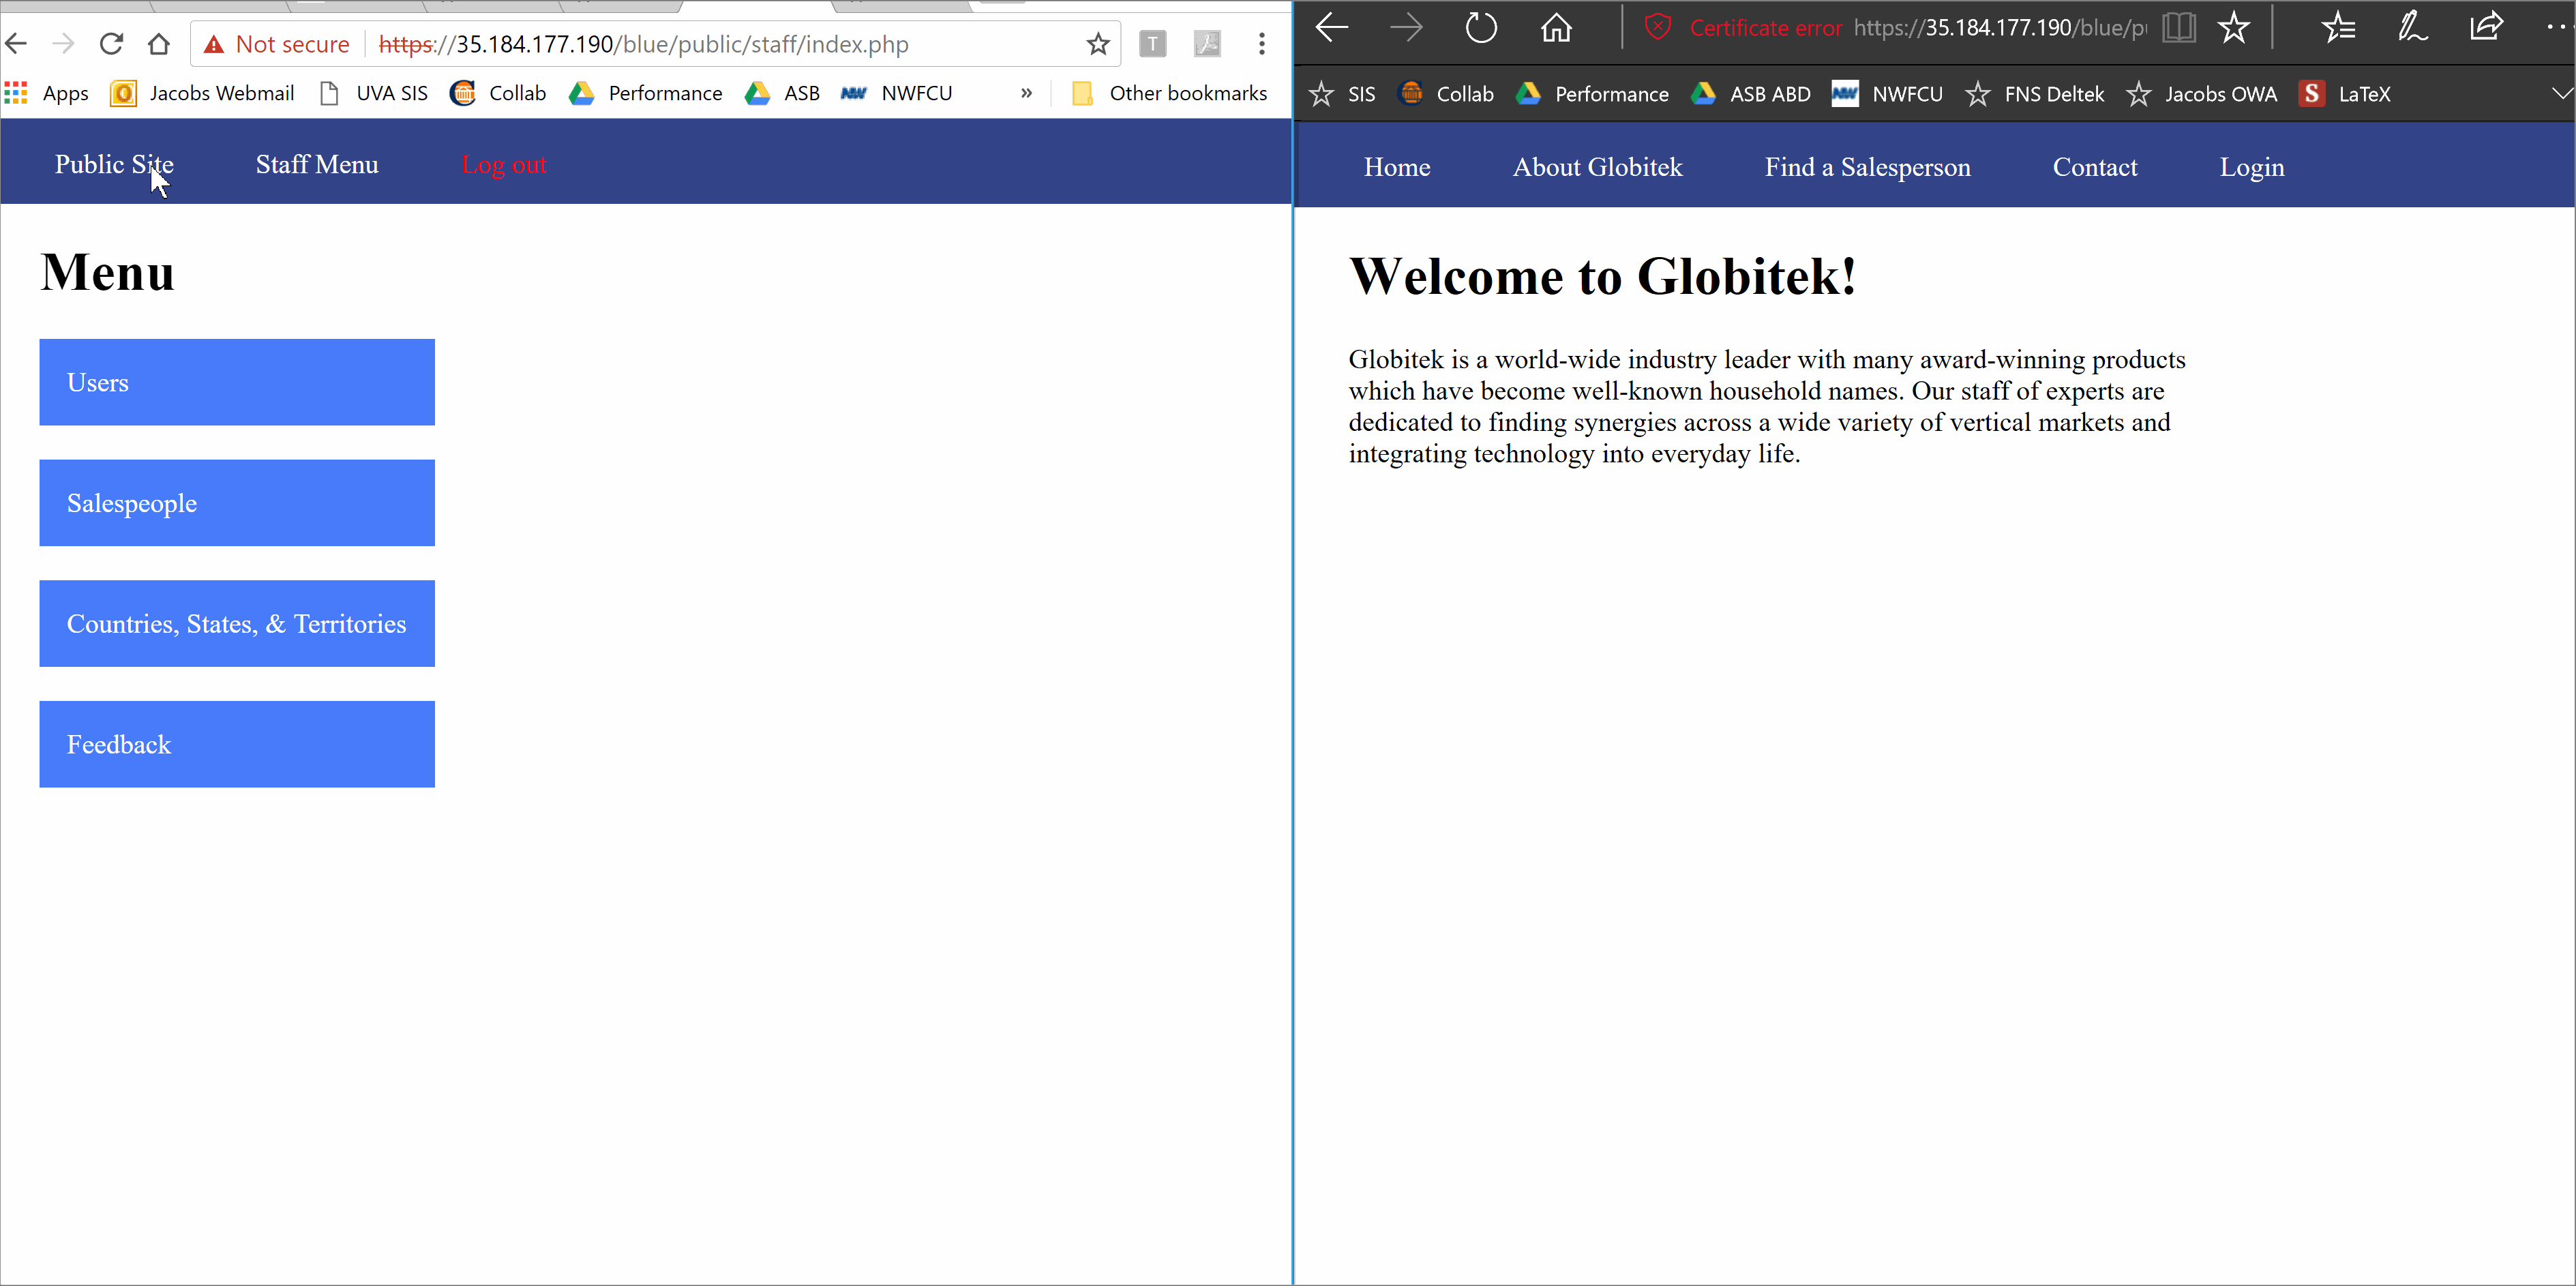 Not secure https://35.184.177.190/blue/public/staff/index.php T
Apps Jacobs Webmail UVA SIS Collab Performance ASB NW NWFCU » Other bookmarks
Public Site Staff Menu Log out
Menu
Users
Salespeople
Countries, States, & Territories
Feedback
Certificate error https://35.184.177.190/blue/p
SIS Collab Performance ASB ABD NW NWFCU FNS Deltek Jacobs OWA S LaTeX
Home About Globitek Find a Salesperson Contact Login
Welcome to Globitek!
Globitek is a world-wide industry leader with many award-winning products
which have become well-known household names. Our staff of experts are
dedicated to finding synergies across a wide variety of vertical markets and
integrating technology into everyday life.